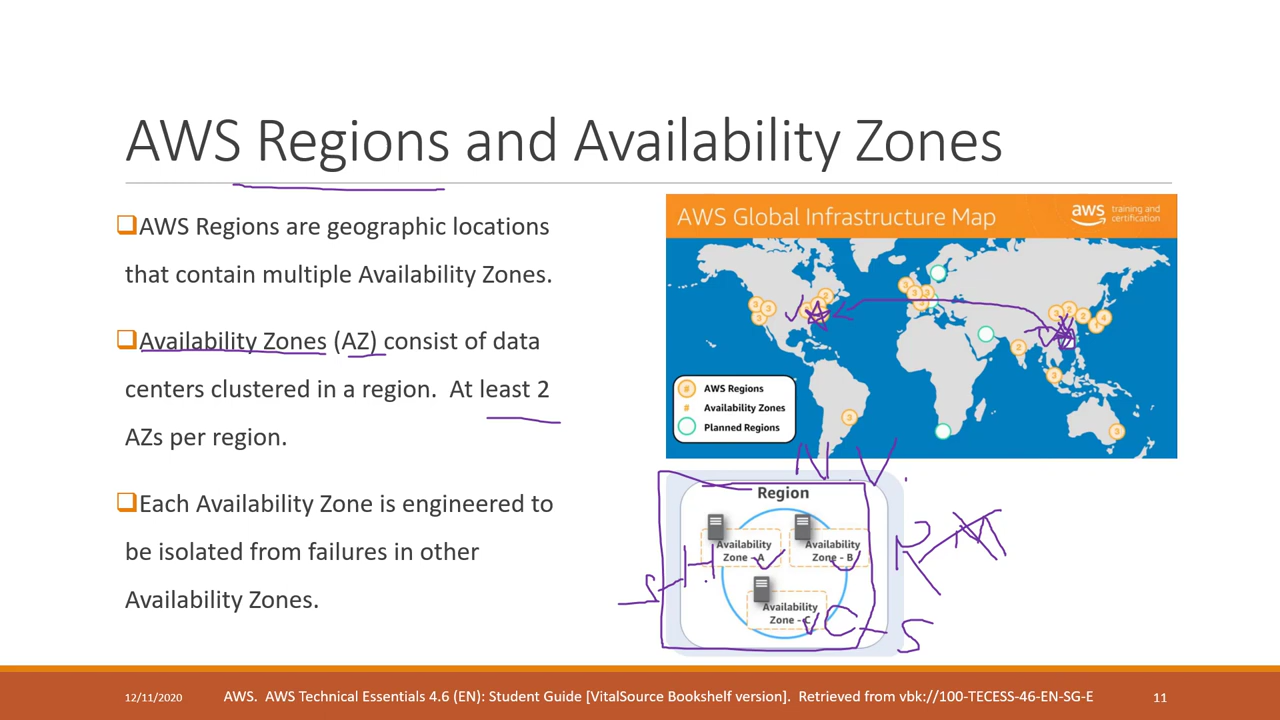 AWS Regions and Availability Zones
❑AWS Regions are geographic locations
that contain multiple Availability Zones.
❑Availability Zones (AZ) consist of data
centers clustered in a region. At least 2
AZs per region.
❑Each Availability Zone is engineered to
be isolated from failures in other
Availability Zones.
AWS Global Infrastructure Map
aws training and
certification
# AWS Regions
# Availability Zones
Planned Regions
N.V.
Region
Availability
Zone - A
Availability
Zone - B
Availability
Zone - C
12/11/2020
AWS. AWS Technical Essentials 4.6 (EN): Student Guide [VitalSource Bookshelf version]. Retrieved from vbk://100-TECESS-46-EN-SG-E
11